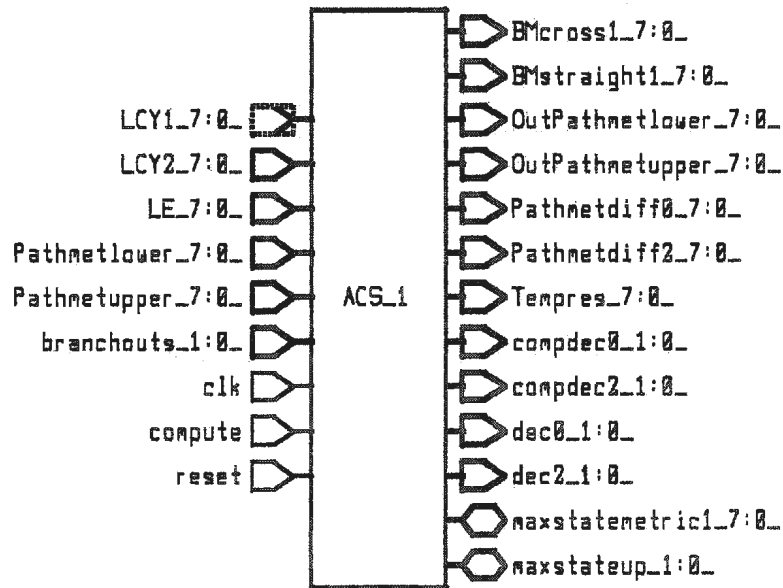 BMcross1_7:0_
BMstraight1_7:0_
LCY1_7:0_
OutPathmetlower_7:0_
LCY2_7:0_
OutPathmetupper_7:0_
LE_7:0_
Pathmetdiff0_7:0_
Pathmetlower_7:0_
Pathmetdiff2_7:0_
Pathmetupper_7:0_
ACS_1
Tempres_7:0_
branchouts_1:0_
compdec0_1:0_
clk
compdec2_1:0_
compute
dec0_1:0_
reset
dec2_1:0_
maxstatemetric1_7:0_
maxstateup_1:0_